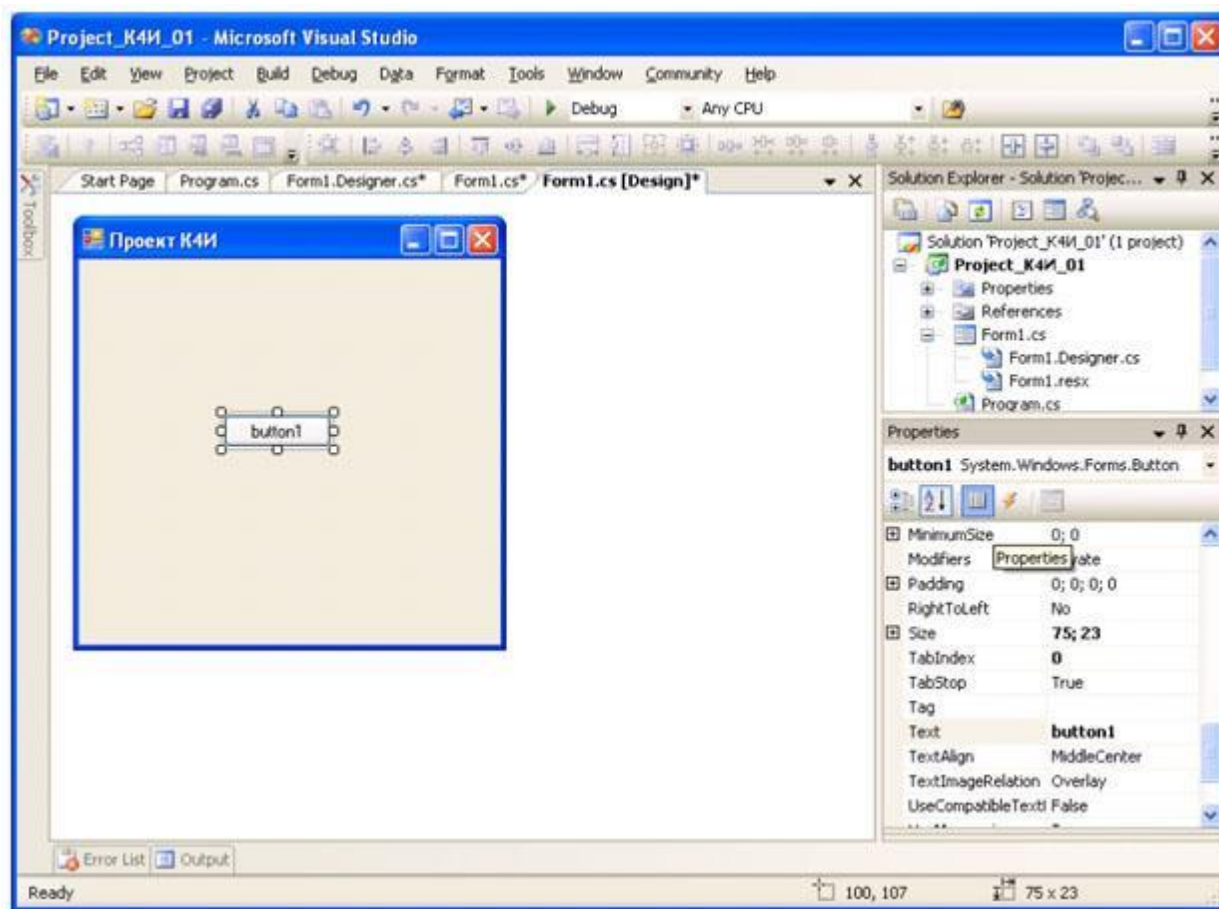 Project_К4И_01 - Microsoft Visual Studio
File Edit View Project Build Debug Data Format Tools Window Community Help
Debug Any CPU
Toolbox
Start Page Program.cs Form1.Designer.cs* Form1.cs* Form1.cs [Design]*
Проект К4И
button1
Solution Explorer - Solution 'Projec...
Solution 'Project_К4И_01' (1 project)
Project_К4И_01
Properties
References
Form1.cs
Form1.Designer.cs
Form1.resx
Program.cs
Properties
button1 System.Windows.Forms.Button
MinimumSize 0; 0
Modifiers Properties
Padding 0; 0; 0; 0
RightToLeft No
Size 75; 23
TabIndex 0
TabStop True
Tag
Text button1
TextAlign MiddleCenter
TextImageRelation Overlay
UseCompatibleText False
Error List Output
Ready 100, 107 75 x 23